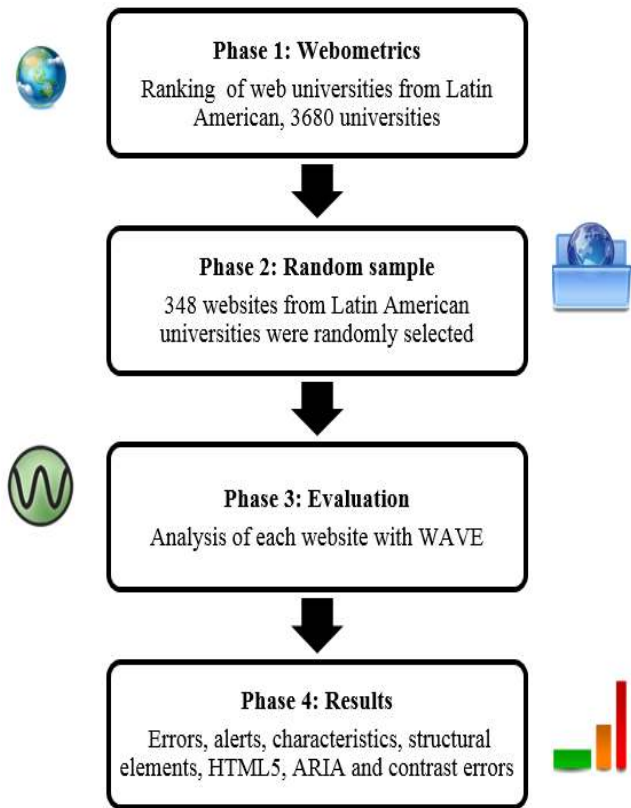 Phase 1: Webometrics
Ranking of web universities from Latin
American, 3680 universities
Phase 2: Random sample
348 websites from Latin American
universities were randomly selected
Phase 3: Evaluation
Analysis of each website with WAVE
Phase 4: Results
Errors, alerts, characteristics, structural
elements, HTML5, ARIA and contrast errors